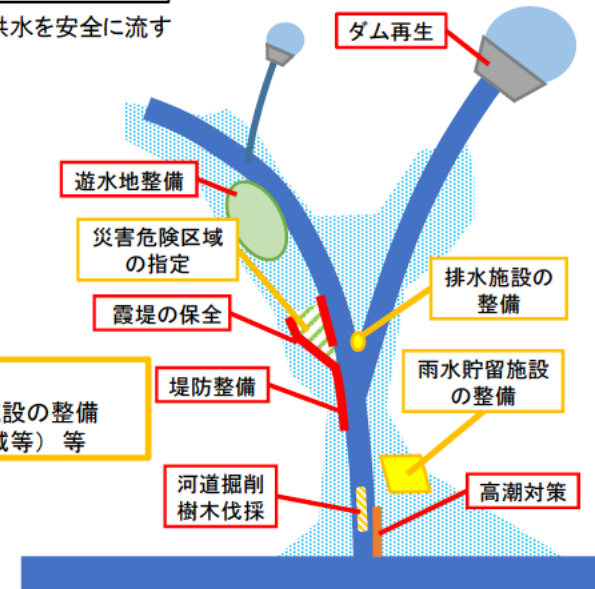 洪水を安全に流す
ダム再生
遊水地整備
災害危険区域
の指定
排水施設の
整備
霞堤の保全
雨水貯留施設
の整備
設の整備
域等）等
堤防整備
河道掘削
樹木伐採
高潮対策